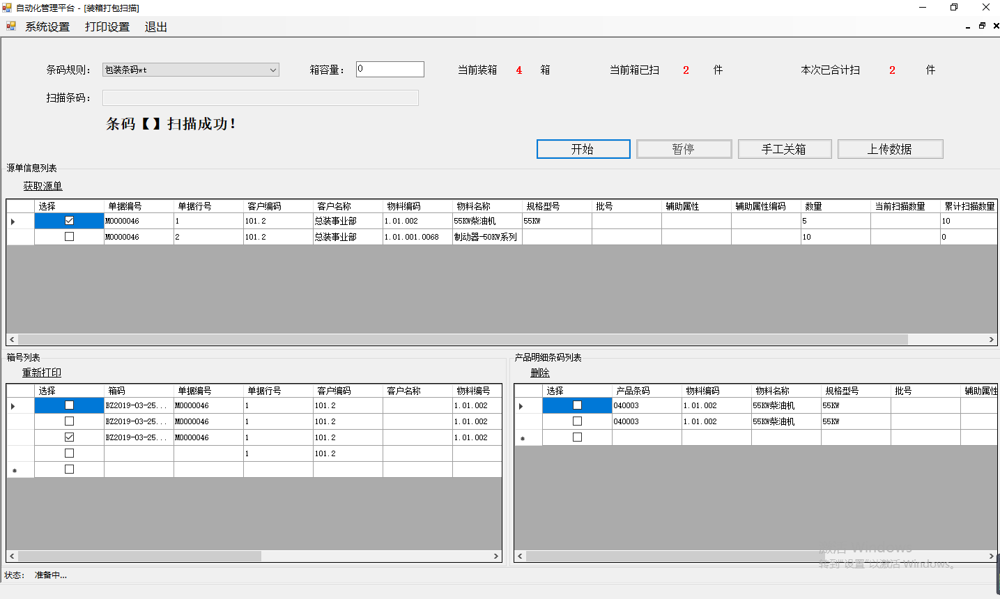 自动化管理平台 - [装箱打包扫描]
系统设置 打印设置 退出
条码规则： 包装条码wt 箱容量： 0 当前装箱 4 箱 当前箱已扫 2 件 本次已合计扫 2 件
扫描条码：
条码【 】扫描成功！
开始 暂停 手工关箱 上传数据
源单信息列表
获取源单
选择 单据编号 单据行号 客户编码 客户名称 物料编码 物料名称 规格型号 批号 辅助属性 辅助属性编码 数量 当前扫描数量 累计扫描数量
MO000046 1 101.2 总装事业部 1.01.002 55KW柴油机 55KW 5 10
MO000046 2 101.2 总装事业部 1.01.001.0068 制动器-50KW系列 10 0
箱号列表
重新打印
选择 箱码 单据编号 单据行号 客户编码 客户名称 物料编号
BZ2019-03-25... MO000046 1 101.2 1.01.002
BZ2019-03-25... MO000046 1 101.2 1.01.002
BZ2019-03-25... MO000046 1 101.2 1.01.002
1 101.2
产品明细条码列表
删除
选择 产品条码 物料编码 物料名称 规格型号 批号 辅助属性
040003 1.01.002 55KW柴油机 55KW
040003 1.01.002 55KW柴油机 55KW
激活 Windows
转到"设置"以激活 Windows。
状态： 准备中...